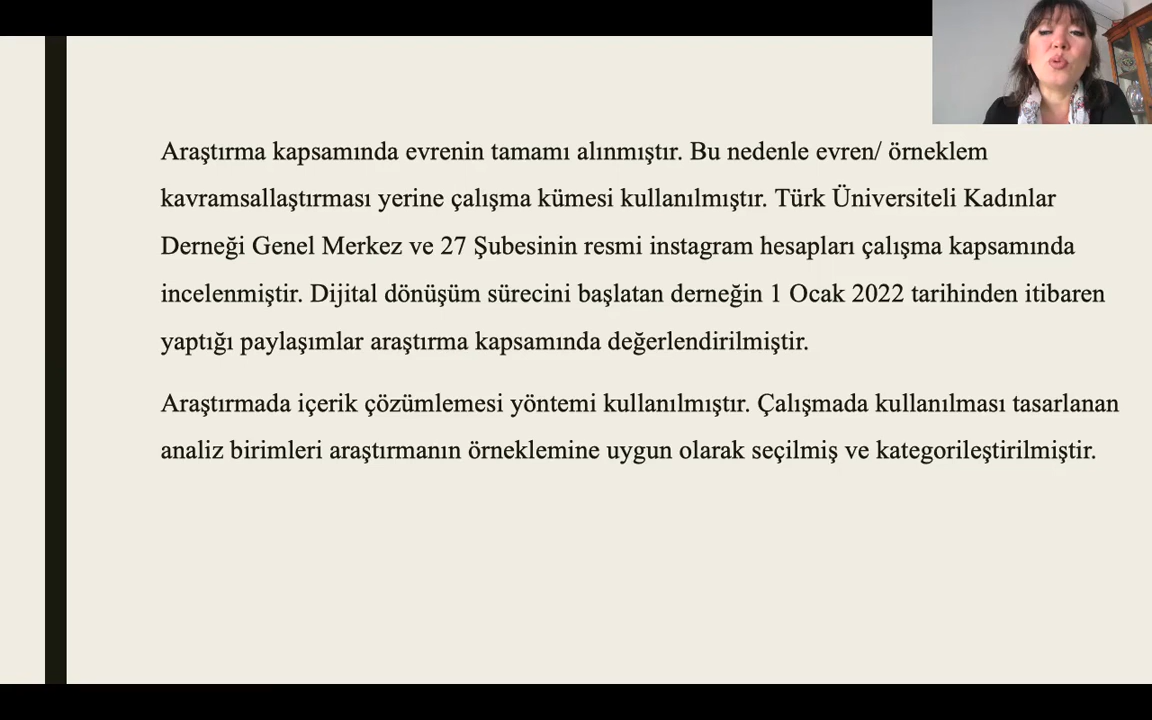 Araştırma kapsamında evrenin tamamı alınmıştır. Bu nedenle evren/ örneklem
kavramsallaştırması yerine çalışma kümesi kullanılmıştır. Türk Üniversiteli Kadınlar
Derneği Genel Merkez ve 27 Şubesinin resmi instagram hesapları çalışma kapsamında
incelenmiştir. Dijital dönüşüm sürecini başlatan derneğin 1 Ocak 2022 tarihinden itibaren
yaptığı paylaşımlar araştırma kapsamında değerlendirilmiştir.
Araştırmada içerik çözümlemesi yöntemi kullanılmıştır. Çalışmada kullanılması tasarlanan
analiz birimleri araştırmanın örneklemine uygun olarak seçilmiş ve kategorileştirilmiştir.